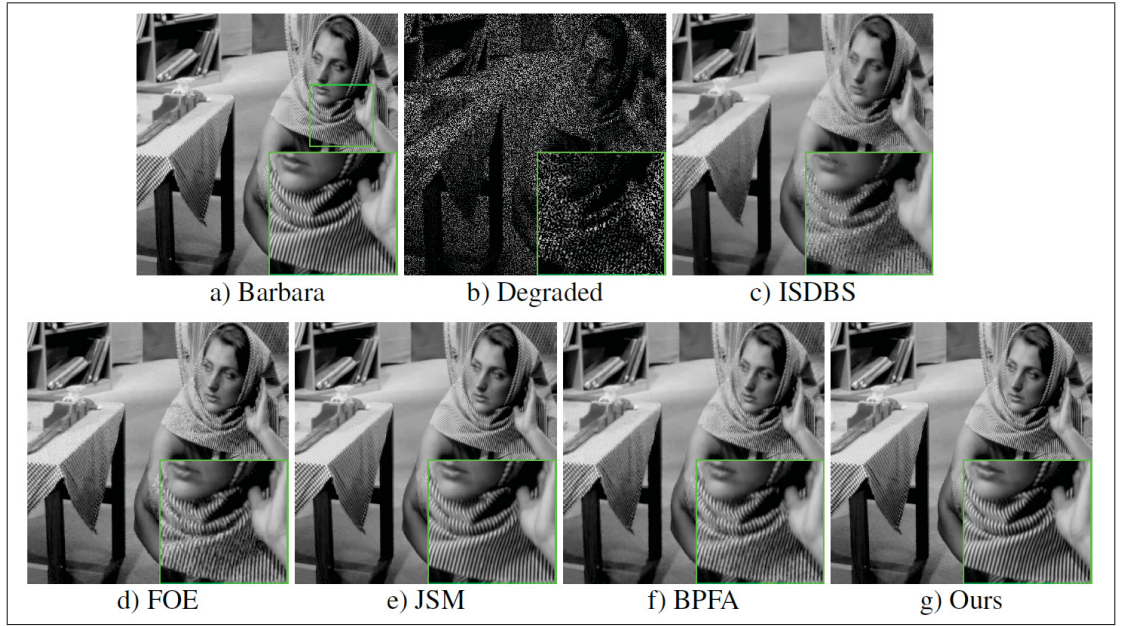 a) Barbara
b) Degraded
c) ISDBS
d) FOE
e) JSM
f) BPFA
g) Ours